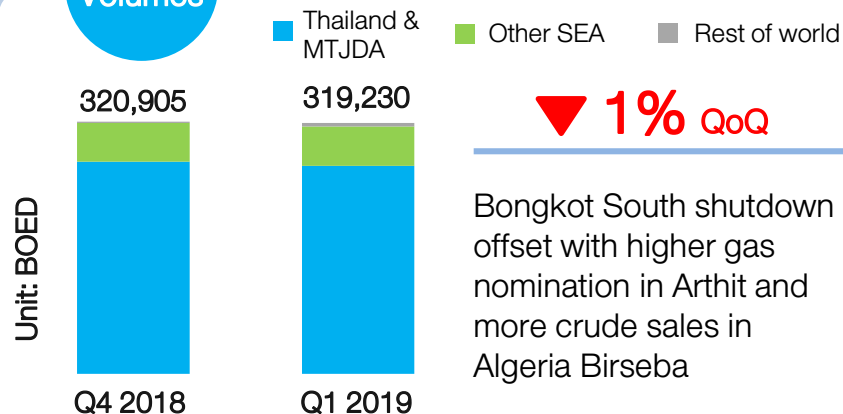 Volumes
Thailand &
MTJDA
Other SEA
Rest of world
320,905
319,230
1% QoQ
Unit: BOED
Bongkot South shutdown
offset with higher gas
nomination in Arthit and
more crude sales in
Algeria Birseba
Q4 2018
Q1 2019